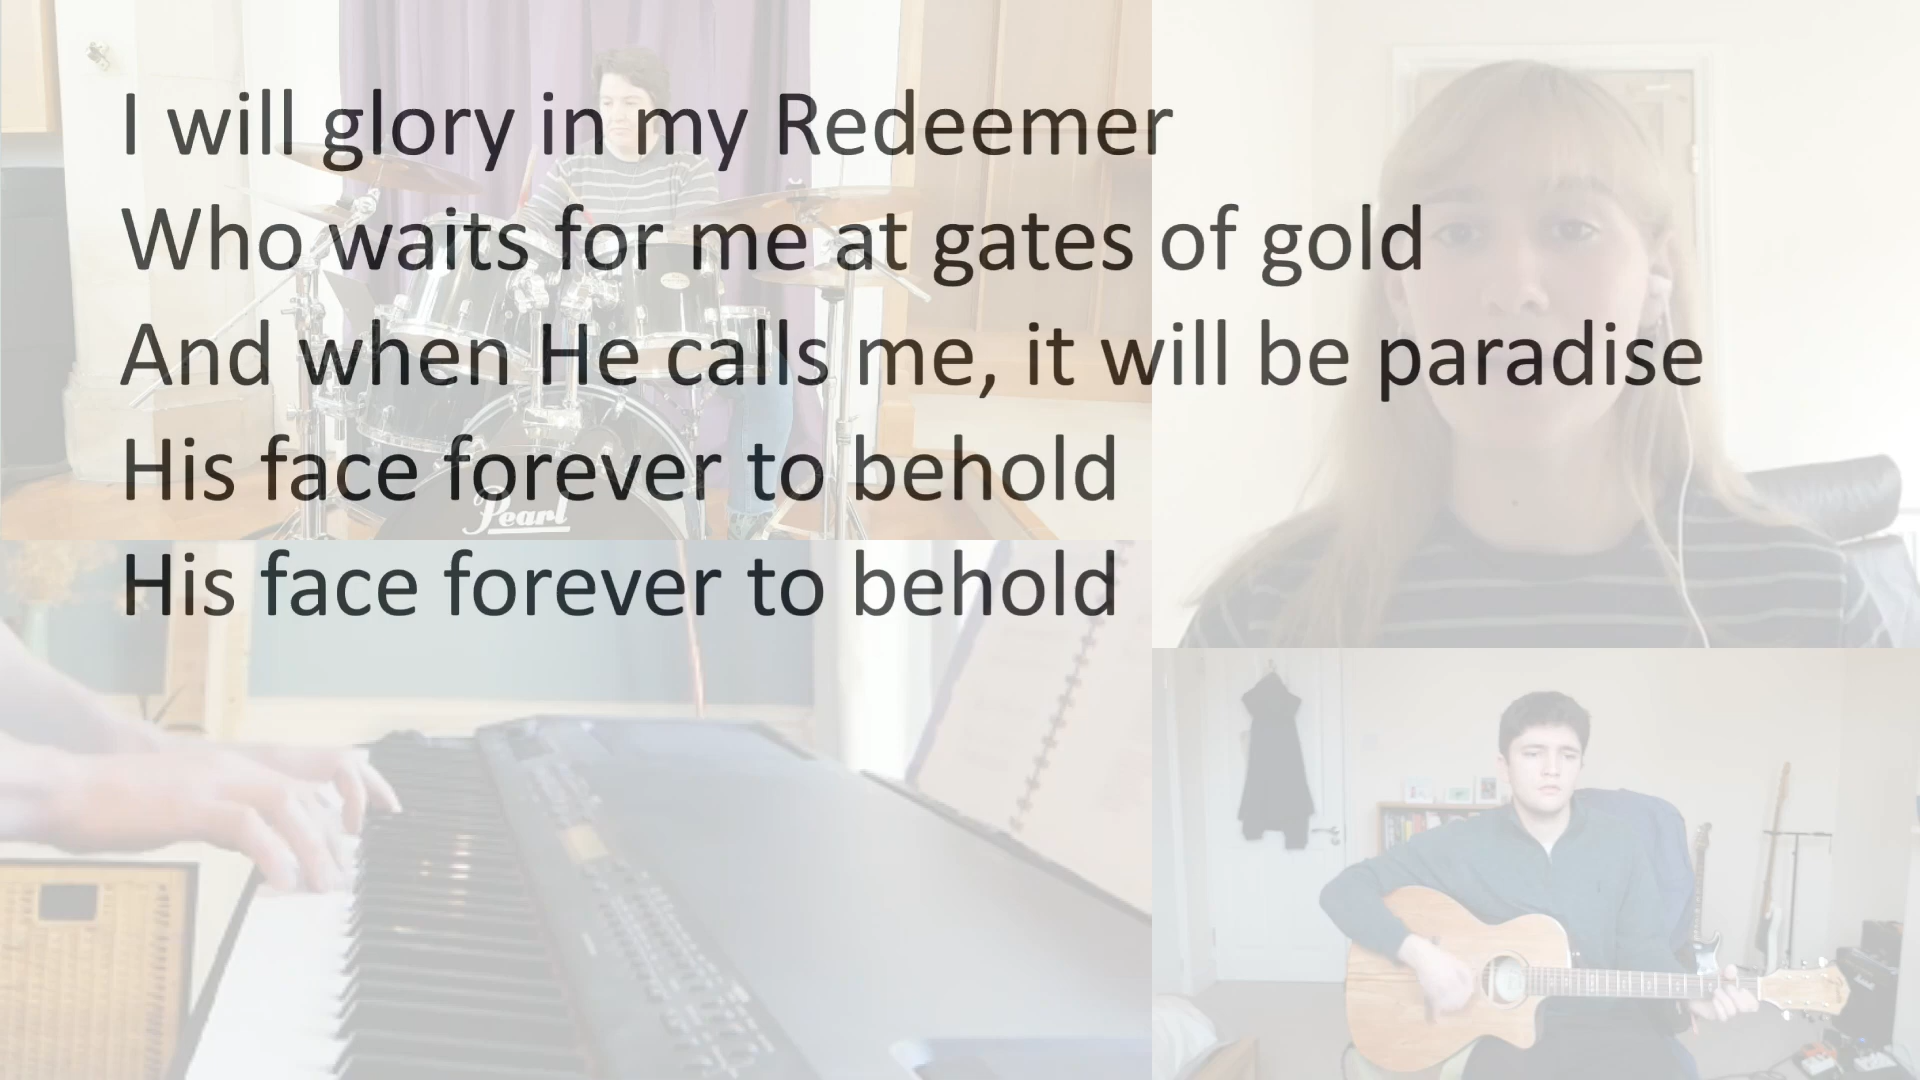 I will glory in my Redeemer
Who waits for me at gates of gold
And when He calls me, it will be paradise
His face forever to behold
His face forever to behold
Pearl